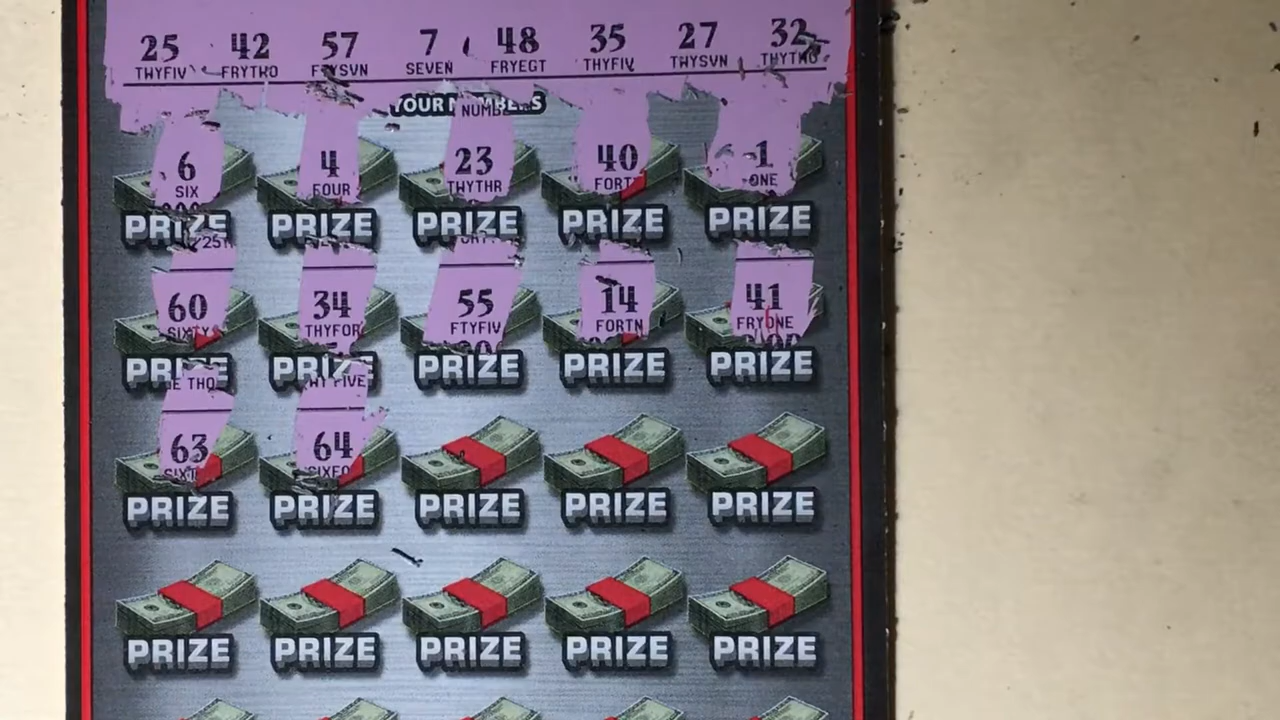 25 42 57 7 48 35 27 32
THYFIV FRYTWO FTYSVN SEVEN FRYEGT THYFIV TWYSVN THYTWO
YOUR NUMBERS
6 4 23 40 1
SIX FOUR TWYTHR FORTY ONE
PRIZE PRIZE PRIZE PRIZE PRIZE
60 34 55 14 41
SIXTY THYFOR FTYFIV FORTN FRYONE
PRIZE PRIZE PRIZE PRIZE PRIZE
63 64
PRIZE PRIZE PRIZE PRIZE PRIZE
PRIZE PRIZE PRIZE PRIZE PRIZE